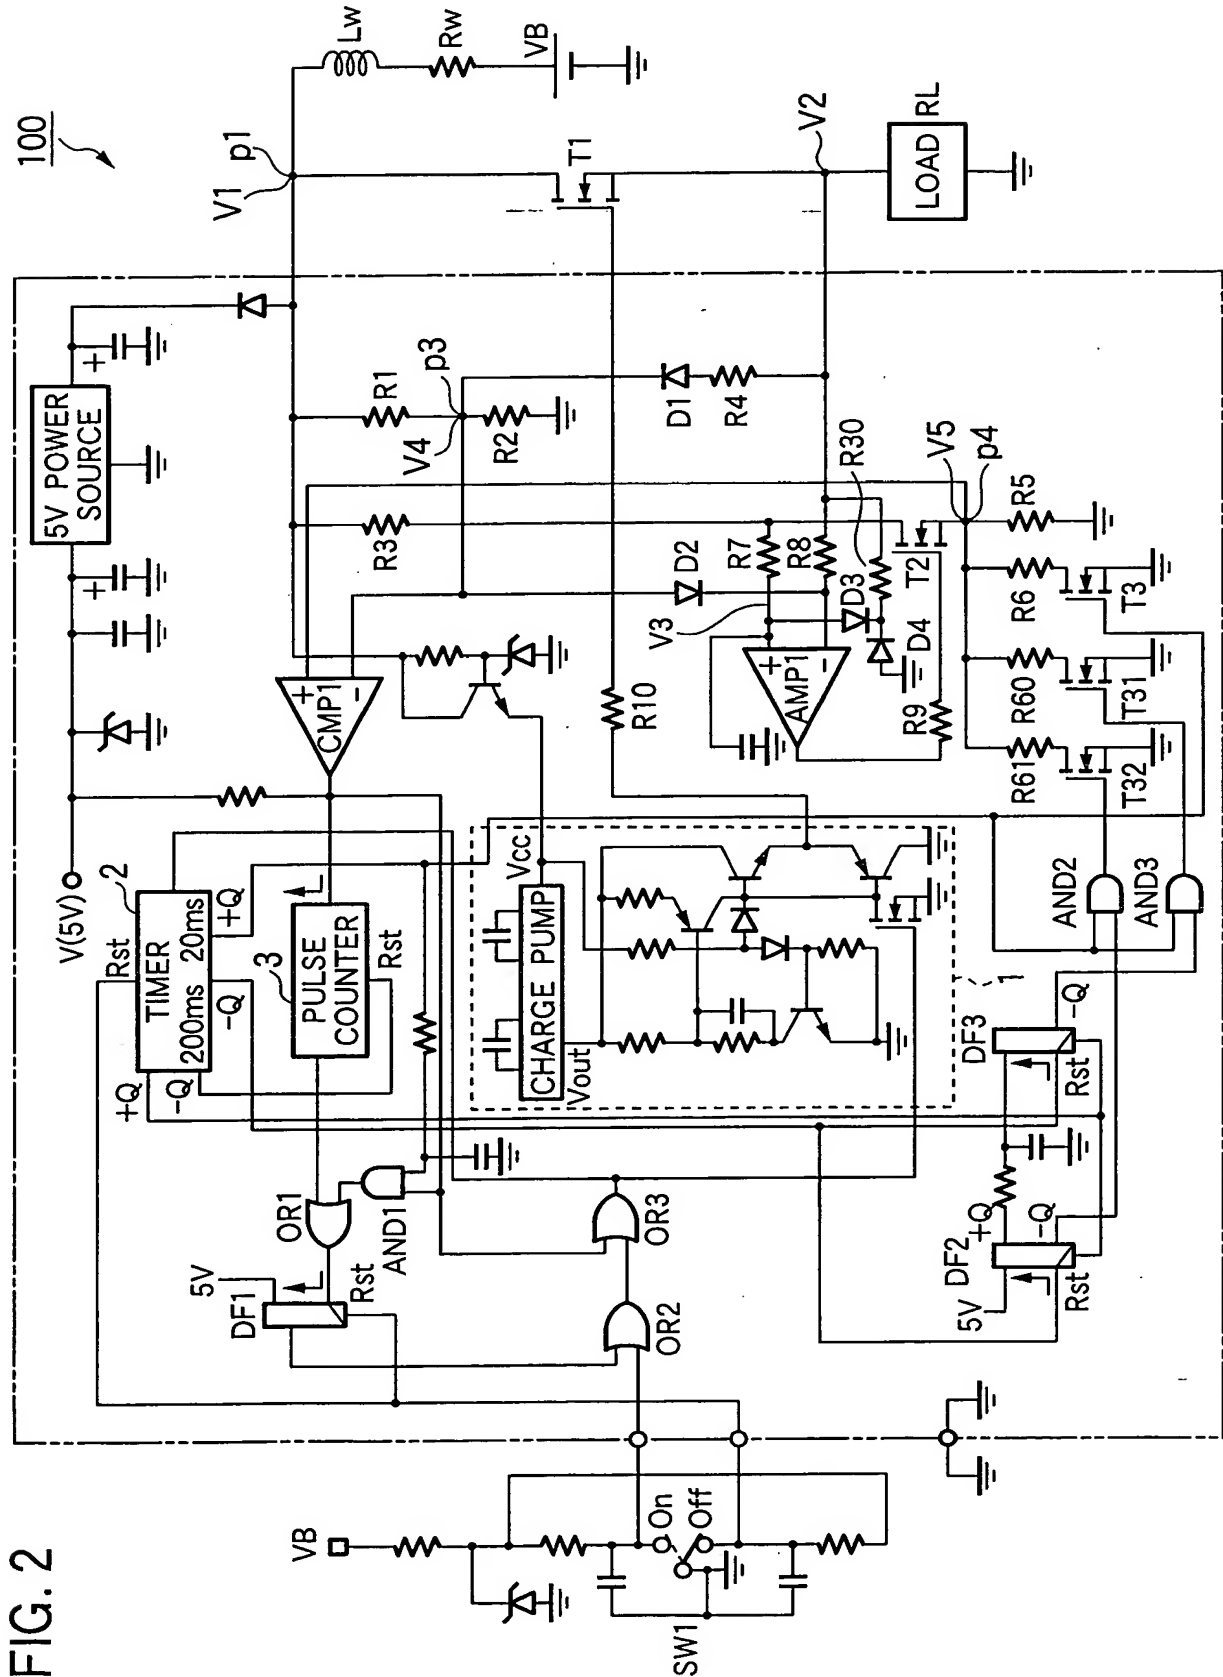 FIG. 2
100
V1
p1
Lw
Rw
VB
T1
V2
LOAD
RL
5V POWER
SOURCE
V(5V)
R1
p3
V4
R2
D1
R4
R3
D2
R7
R8
R30
V5
p4
V3
D3
D4
T2
R5
R6
T3
R60
T31
R61
T32
R9
R10
+
CMP1
-
+
AMP1
-
+
+
2
Rst
TIMER
200ms 20ms
+Q
-Q
+Q
-Q
3
PULSE
COUNTER
Rst
Vcc
CHARGE PUMP
Vout
1
AND2
AND3
OR1
AND1
5V
DF1
Rst
OR3
OR2
DF3
-Q
Rst
+Q
-Q
DF2
5V
Rst
VB
On
Off
SW1